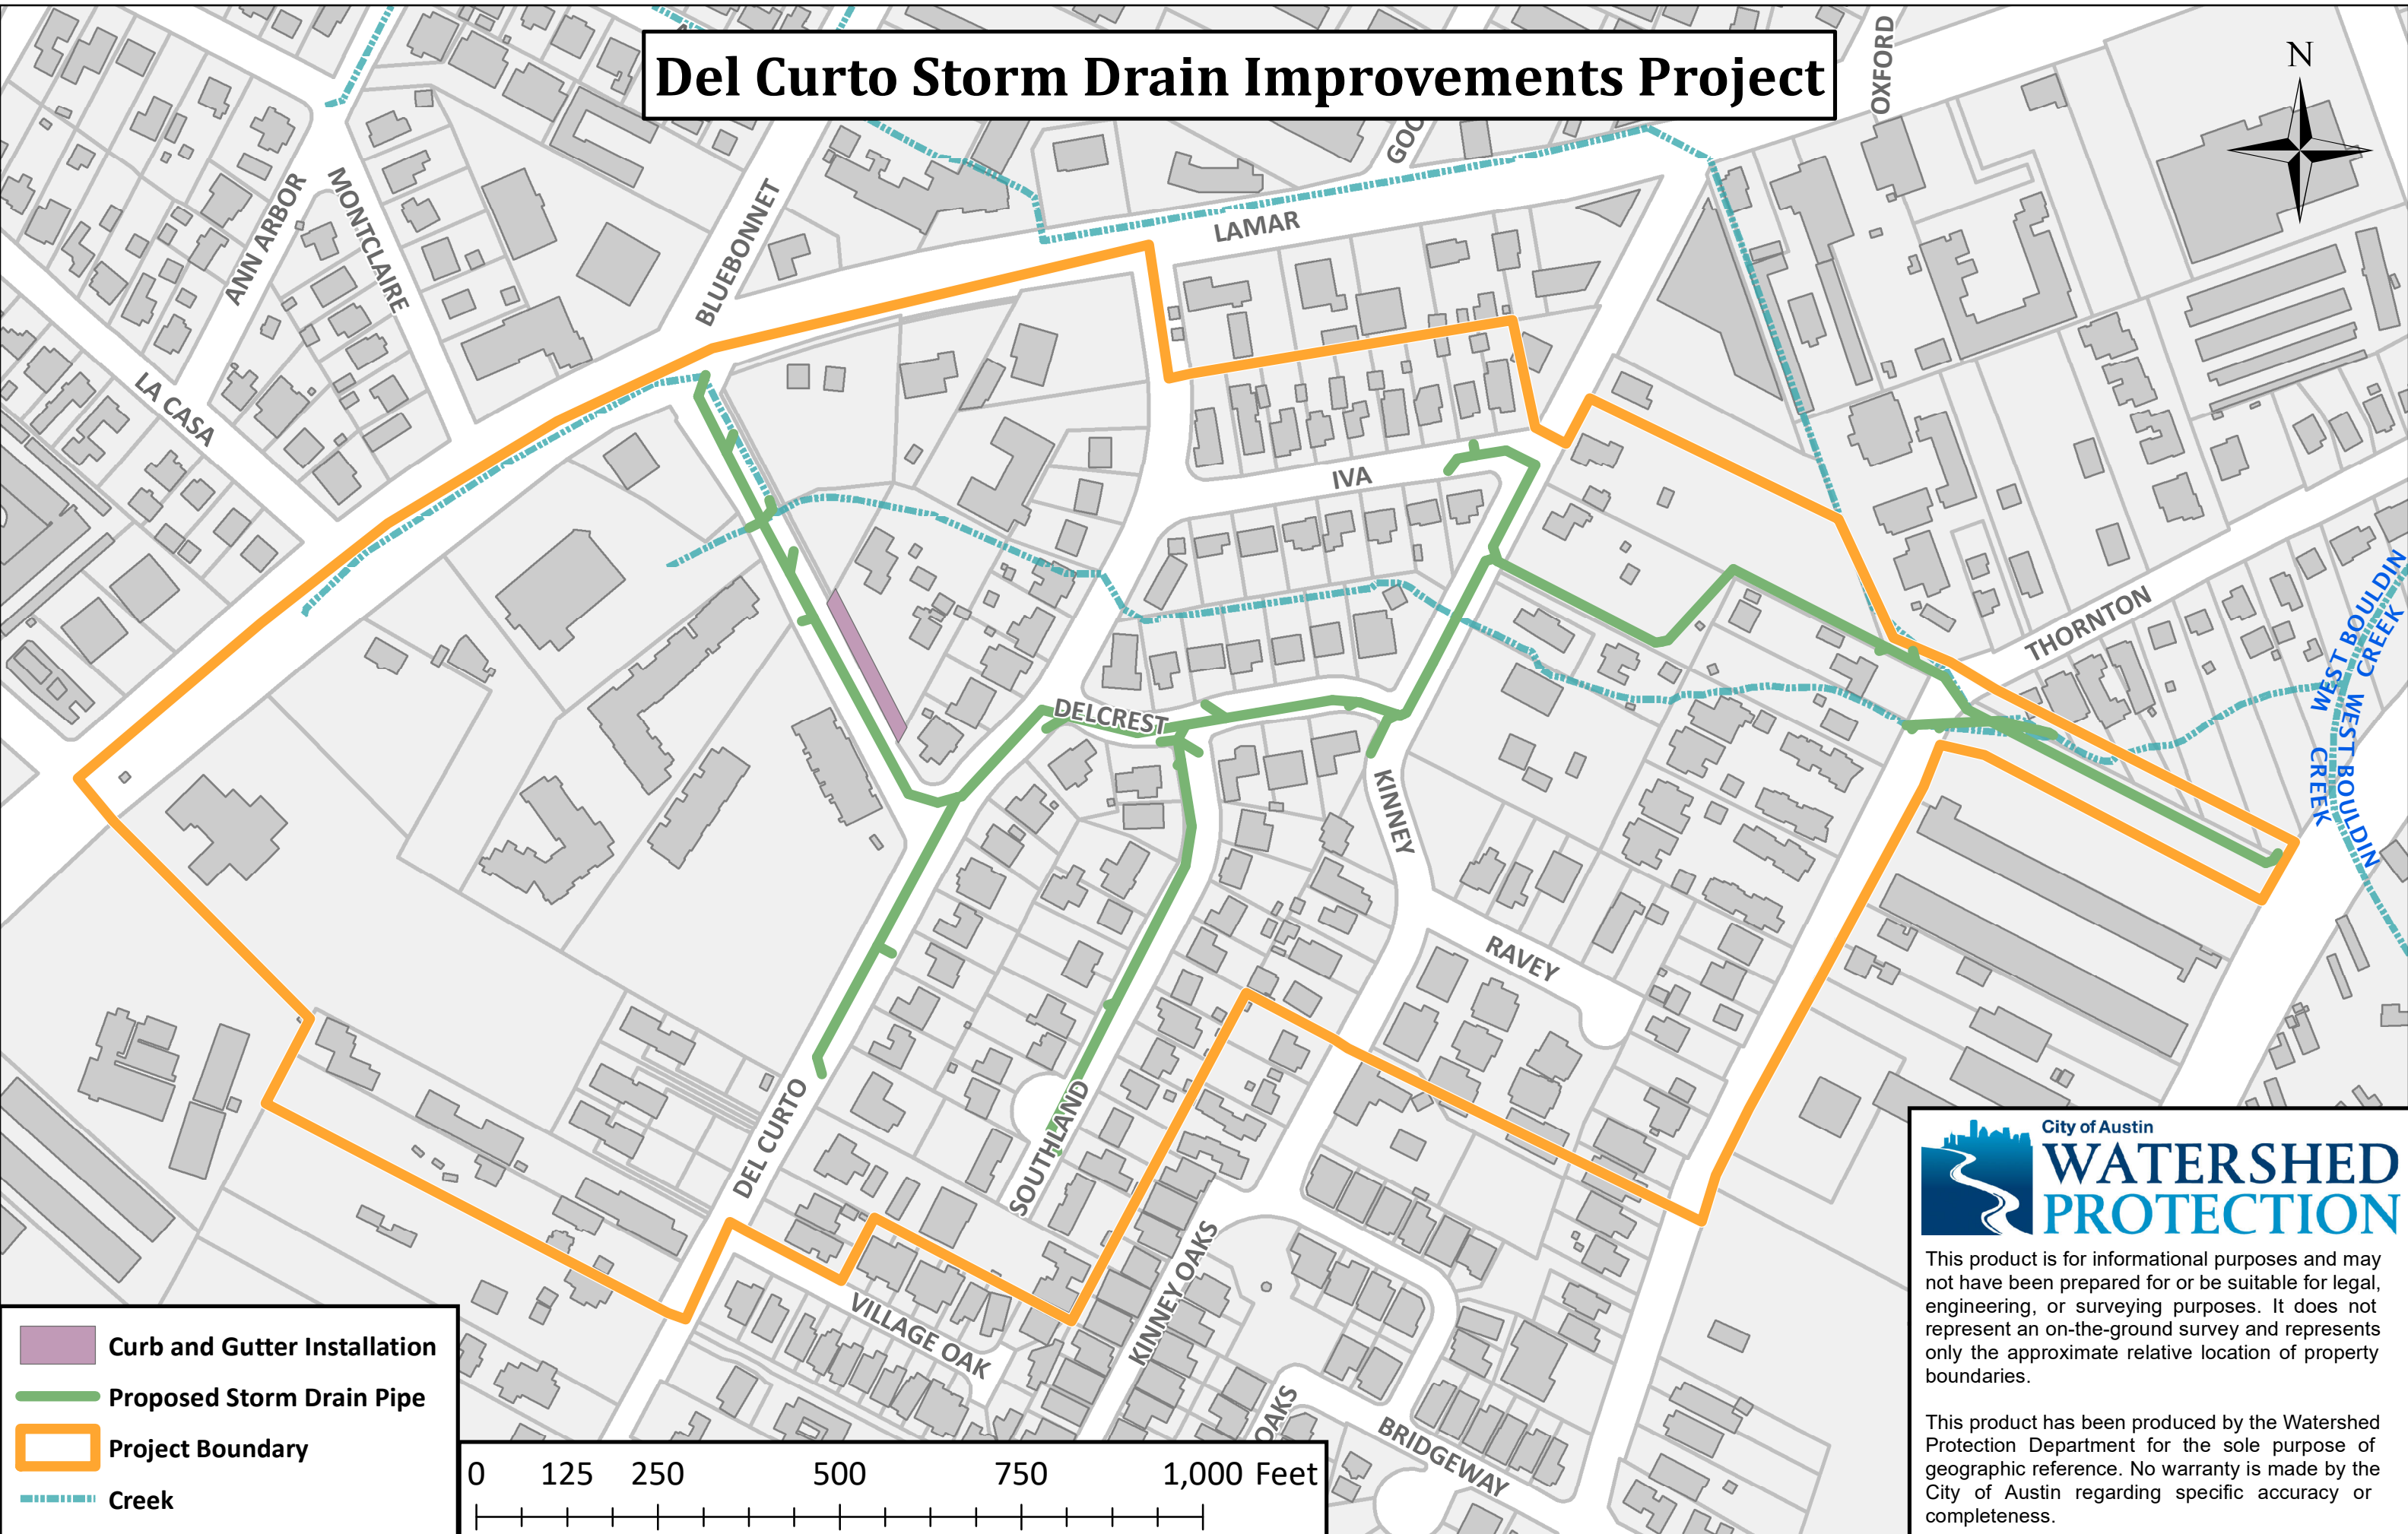 Del Curto Storm Drain Improvements Project
OXFORD
N
GOO
ANN ARBOR
MONTCLAIRE
BLUEBONNET
LAMAR
LA CASA
IVA
THORNTON
WEST BOULDIN
CREEK
WEST BOULDIN
CREEK
DELCREST
KINNEY
RAVEY
DEL CURTO
SOUTHLAND
KINNEY OAKS
VILLAGE OAK
OAKS
BRIDGEWAY
Curb and Gutter Installation
Proposed Storm Drain Pipe
Project Boundary
Creek
0 125 250 500 750 1,000 Feet
City of Austin
WATERSHED
PROTECTION
This product is for informational purposes and may
not have been prepared for or be suitable for legal,
engineering, or surveying purposes. It does not
represent an on-the-ground survey and represents
only the approximate relative location of property
boundaries.
This product has been produced by the Watershed
Protection Department for the sole purpose of
geographic reference. No warranty is made by the
City of Austin regarding specific accuracy or
completeness.